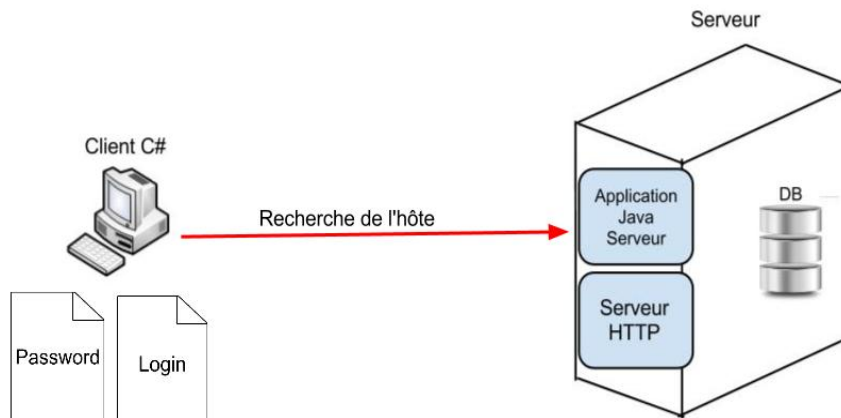 Serveur
Client C#
Recherche de l'hôte
Application
Java
Serveur
DB
Serveur
HTTP
Password
Login